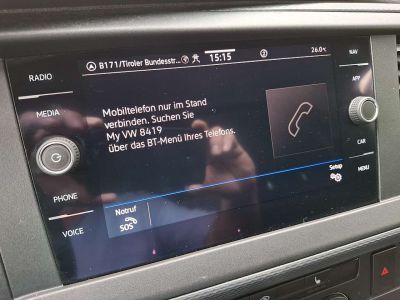 B171/Tiroler Bundesstr...
15:15
26.0
RADIO
NAV
MEDIA
APP
Mobiltelefon nur im Stand
verbinden. Suchen Sie
My VW 8419
über das BT-Menü Ihres Telefons.
CAR
PHONE
Setup
MENU
VOICE
Notruf
SOS